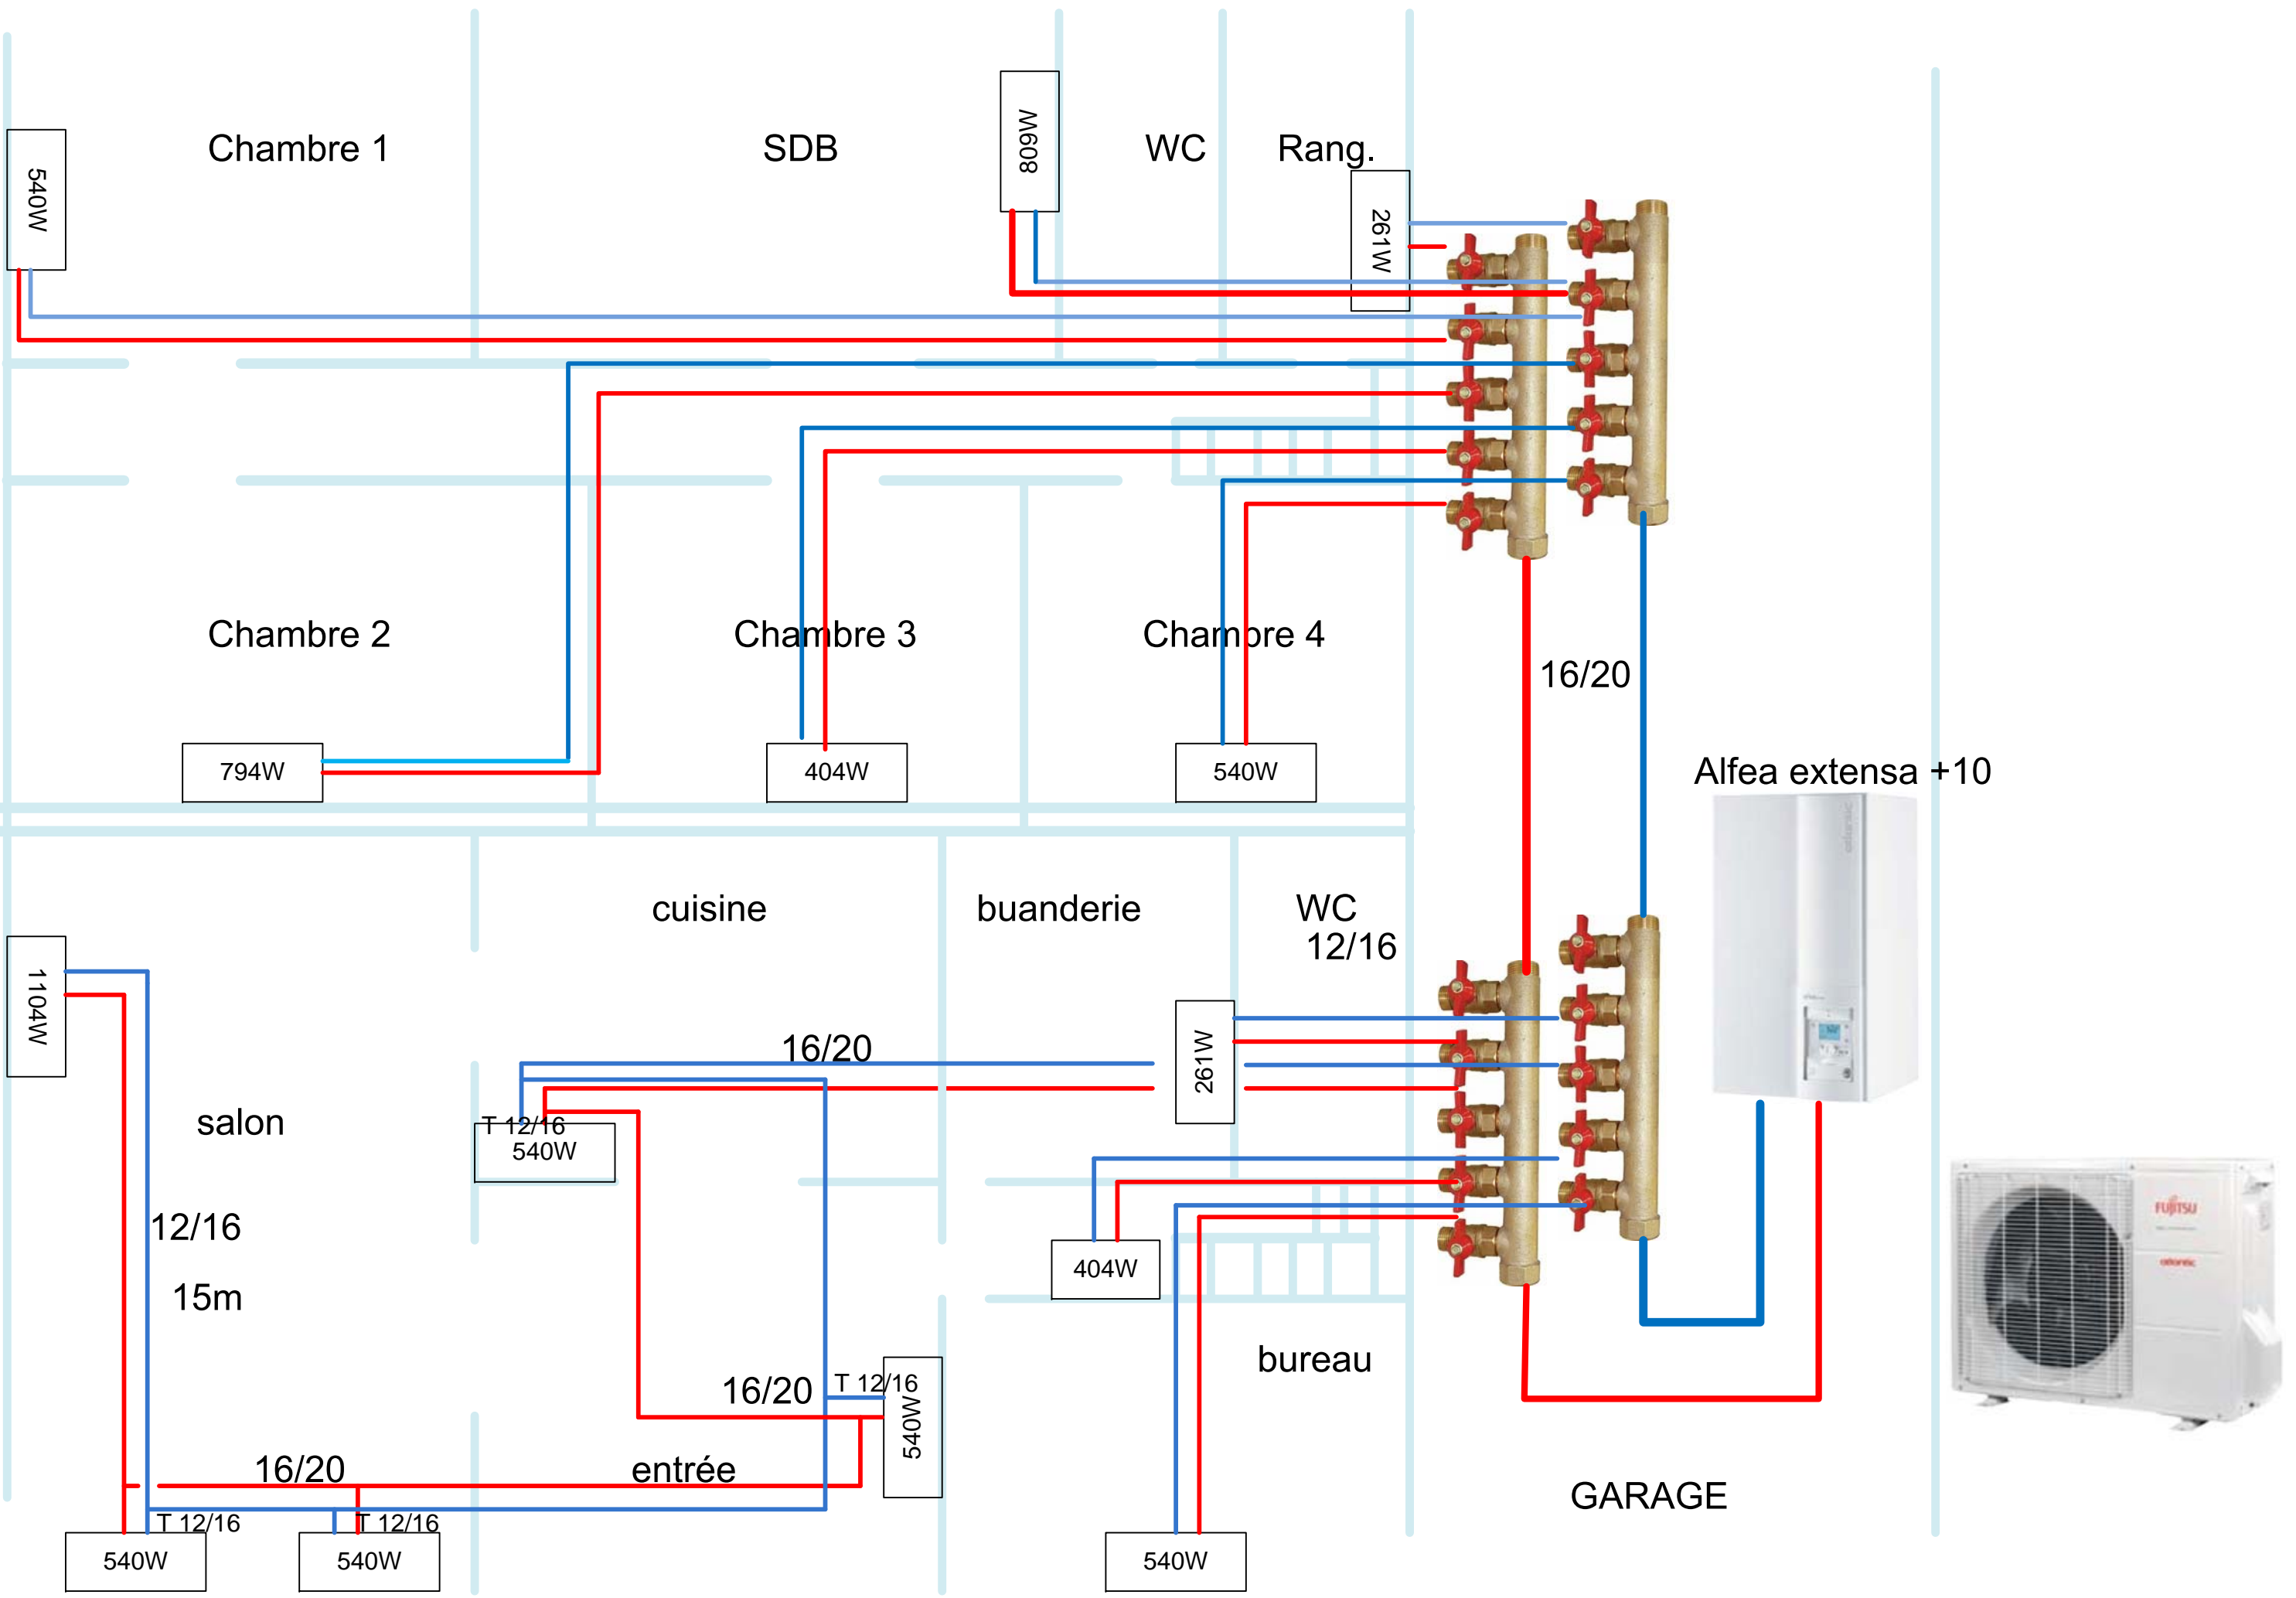 Chambre 1
SDB
WC
Rang.
540W
809W
261W
Chambre 2
Chambre 3
Chambre 4
16/20
794W
404W
540W
Alfea extensa +10
atlantic
cuisine
buanderie
WC
12/16
1104W
16/20
261W
salon
T 12/16
540W
12/16
15m
404W
FUJITSU
atlantic
bureau
16/20
T 12/16
540W
16/20
entrée
GARAGE
T 12/16
T 12/16
540W
540W
540W